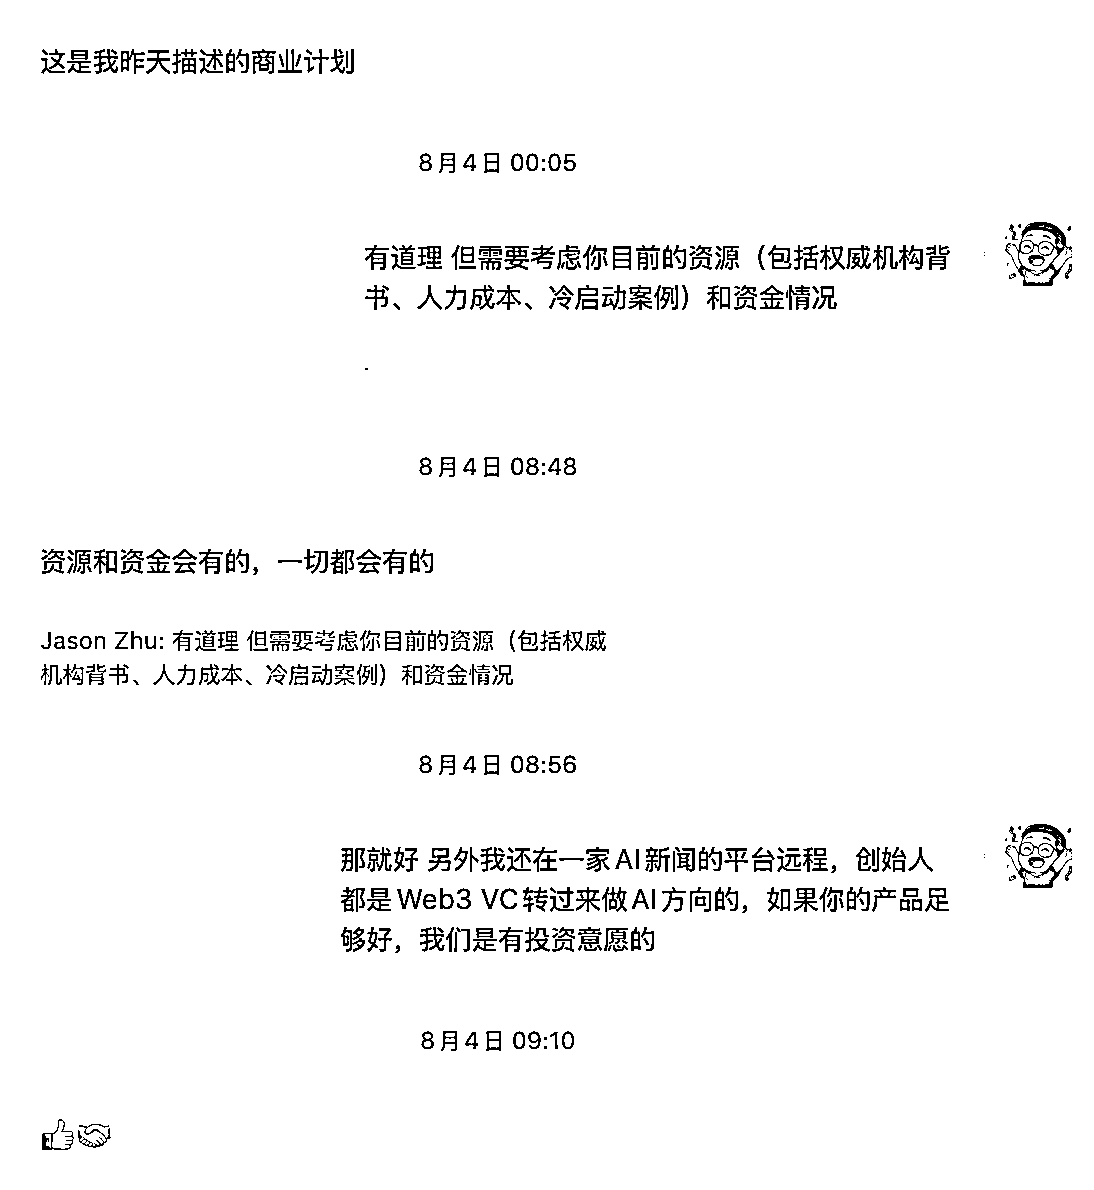 这是我昨天描述的商业计划
8月4日 00:05
有道理 但需要考虑你目前的资源（包括权威机构背
书、人力成本、冷启动案例）和资金情况
.
8月4日 08:48
资源和资金会有的，一切都会有的
Jason Zhu: 有道理 但需要考虑你目前的资源（包括权威
机构背书、人力成本、冷启动案例）和资金情况
8月4日 08:56
那就好 另外我还在一家AI新闻的平台远程，创始人
都是Web3 VC转过来做AI方向的，如果你的产品足
够好，我们是有投资意愿的
8月4日 09:10